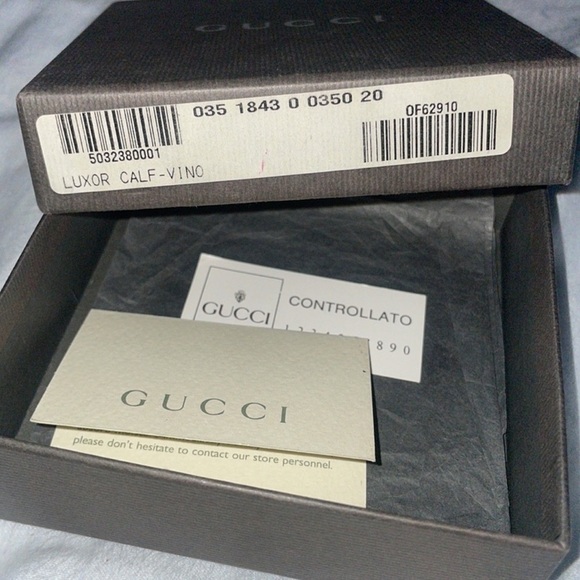 GUCCI
035 1843 0 0350 20
OF62910
5032380001
LUXOR CALF-VINO
GUCCI
CONTROLLATO
890
GUCCI
please don't hesitate to contact our store personnel.